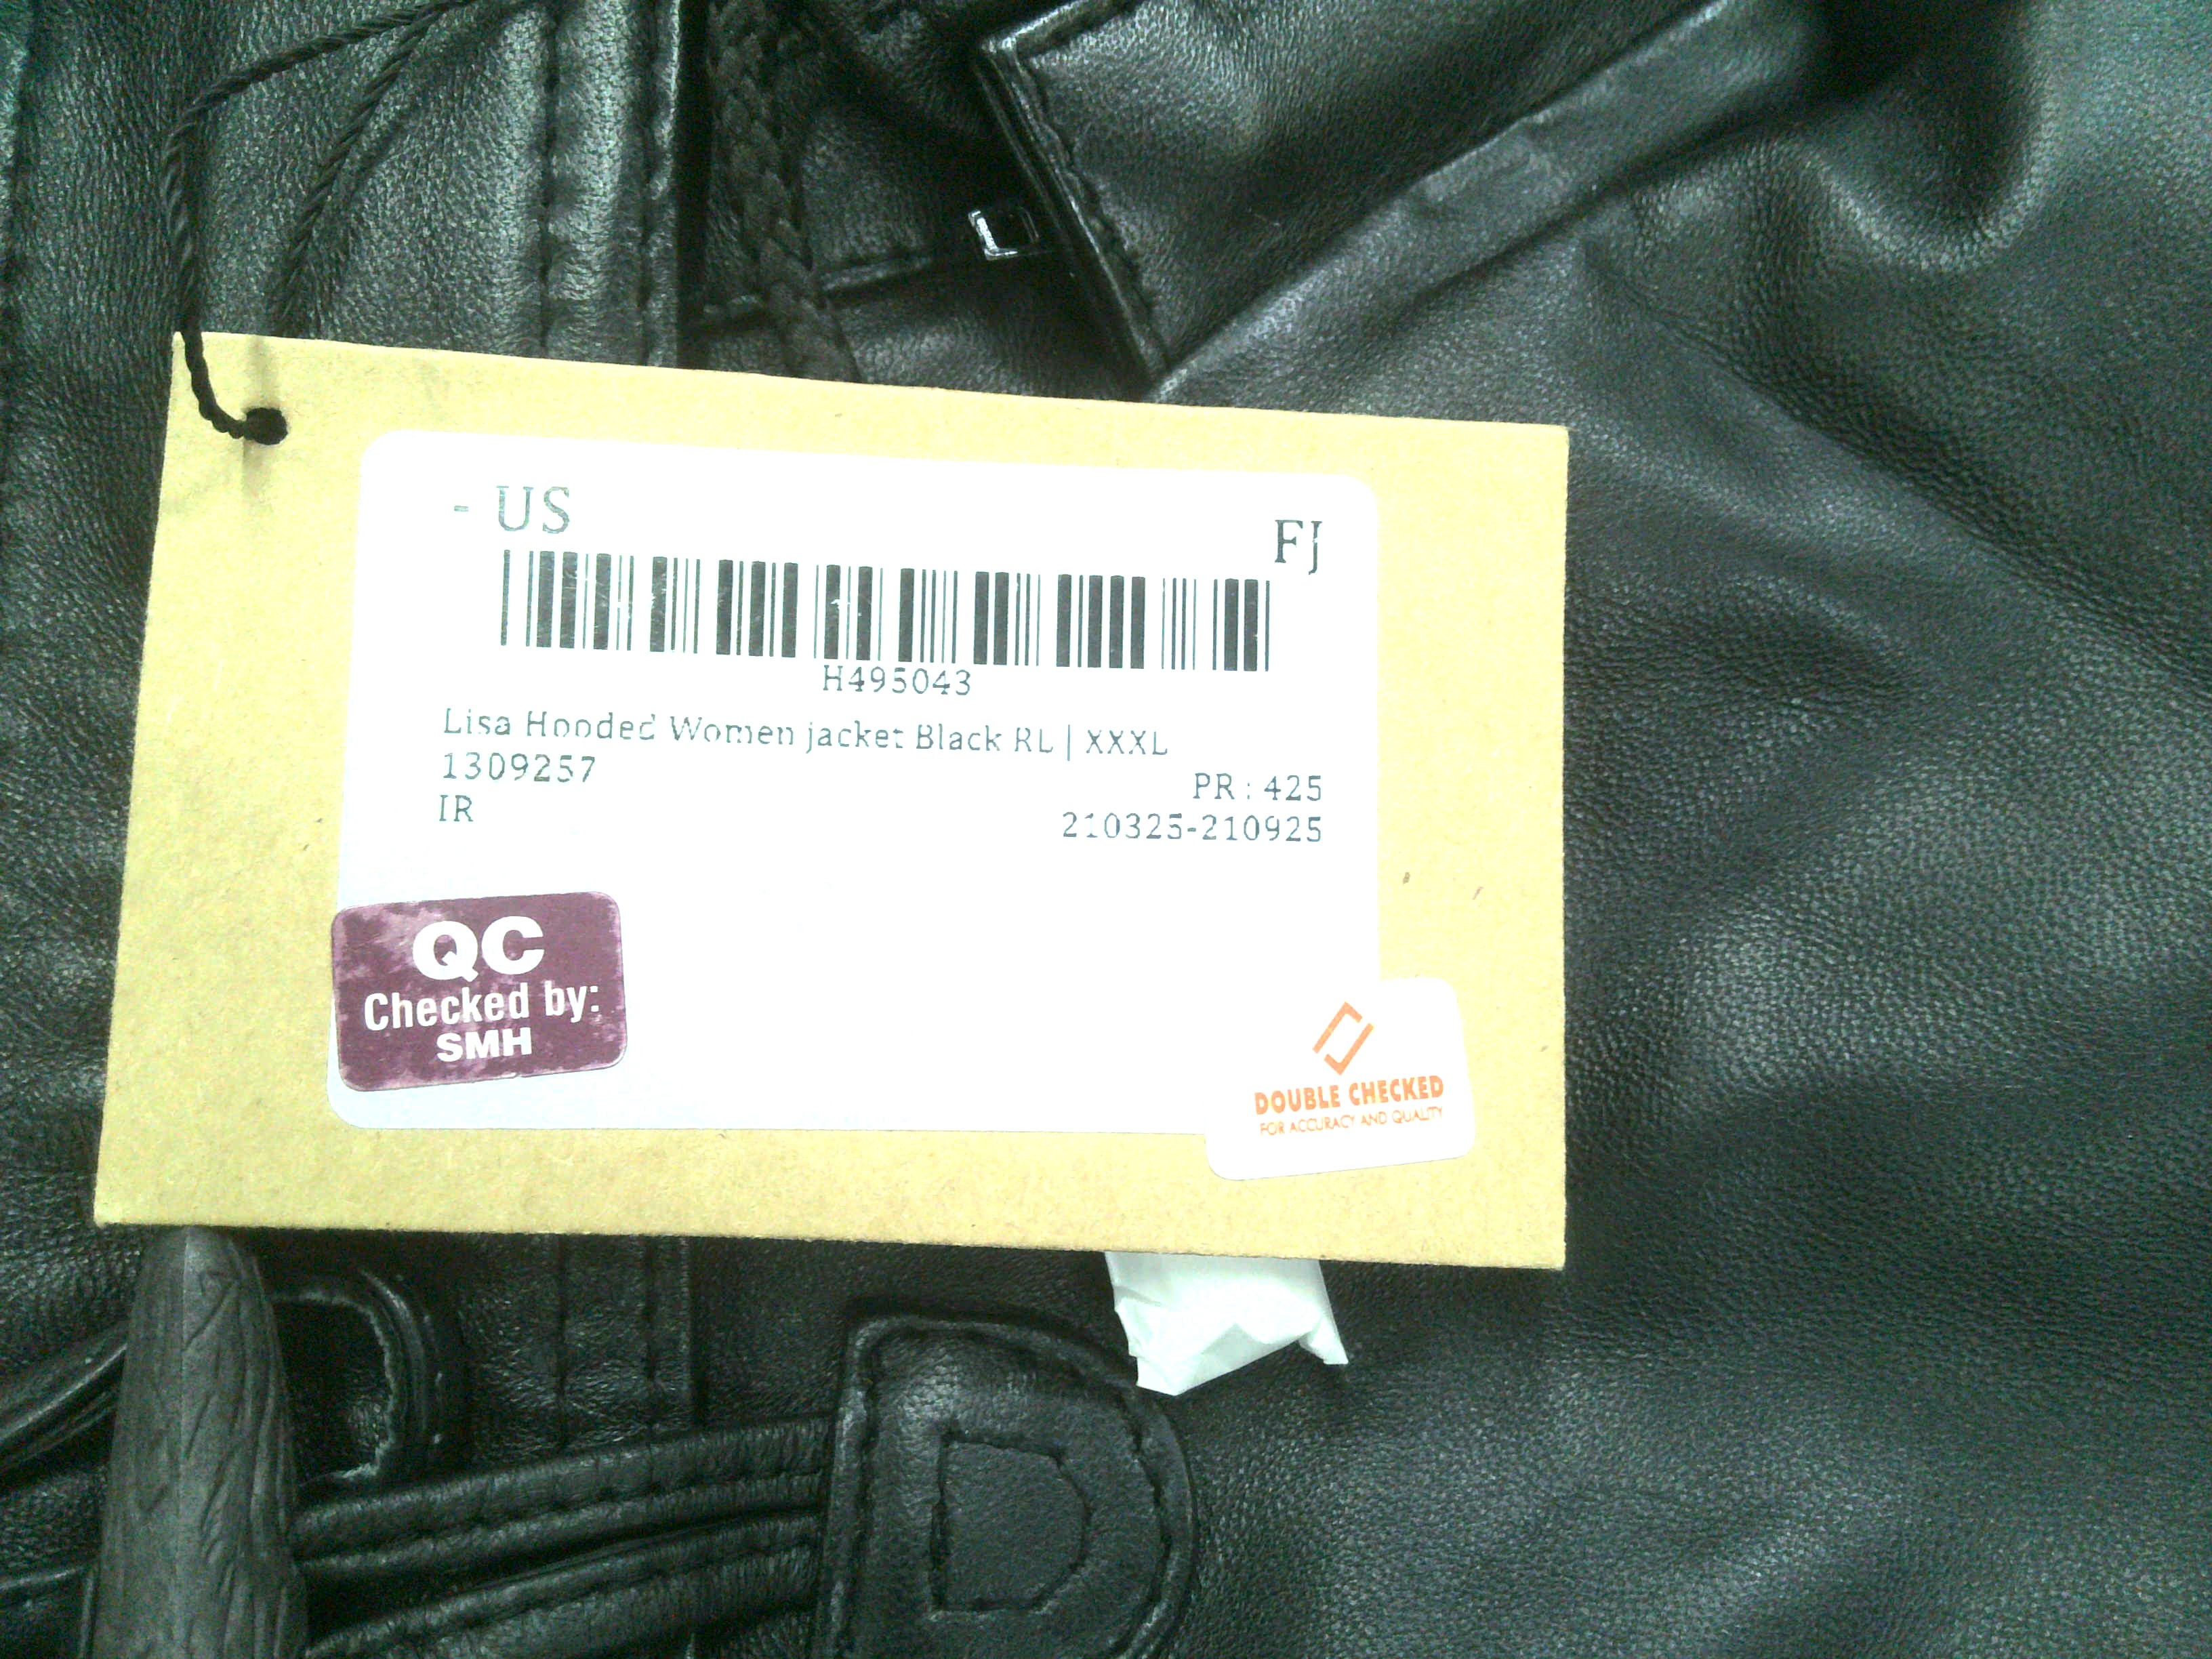 - US
FJ
H495043
Lisa Hooded Women jacket Black RL | XXXL
1309257
PR : 425
IR
210325-210925
QC
Checked by:
SMH
DOUBLE CHECKED
FOR ACCURACY AND QUALITY